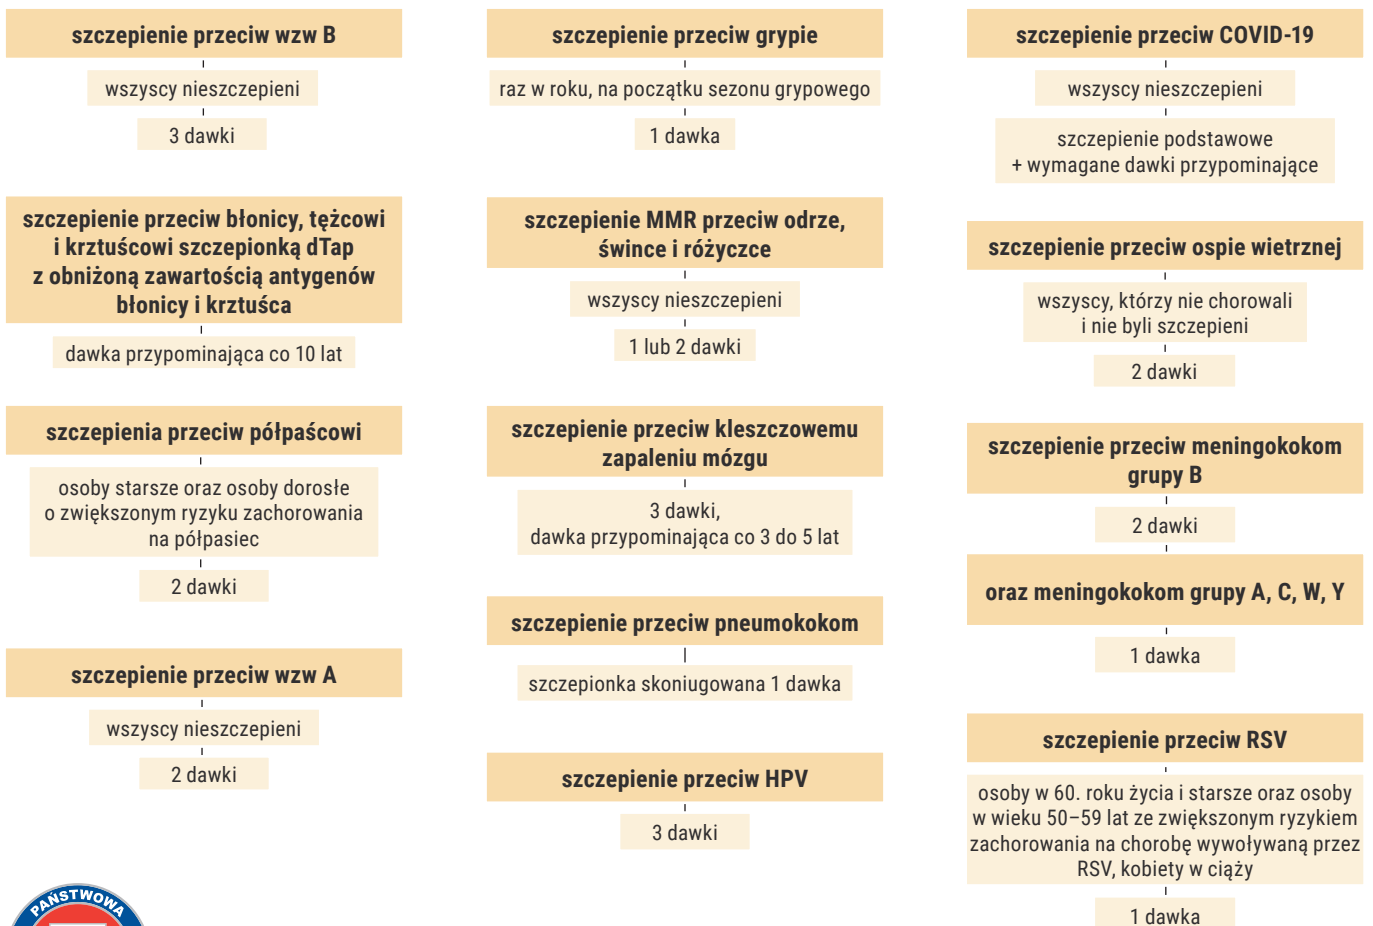 szczepienie przeciw wzw B
wszyscy nieszczepieni
3 dawki
szczepienie przeciw błonicy, tężcowi
i krztuścowi szczepionką dTap
z obniżoną zawartością antygenów
błonicy i krztuśca
dawka przypominająca co 10 lat
szczepienia przeciw półpaścowi
osoby starsze oraz osoby dorosłe
o zwiększonym ryzyku zachorowania
na półpasiec
2 dawki
szczepienie przeciw wzw A
wszyscy nieszczepieni
2 dawki
szczepienie przeciw grypie
raz w roku, na początku sezonu grypowego
1 dawka
szczepienie MMR przeciw odrze,
śwince i różyczce
wszyscy nieszczepieni
1 lub 2 dawki
szczepienie przeciw kleszczowemu
zapaleniu mózgu
3 dawki,
dawka przypominająca co 3 do 5 lat
szczepienie przeciw pneumokokom
szczepionka skoniugowana 1 dawka
szczepienie przeciw HPV
3 dawki
szczepienie przeciw COVID-19
wszyscy nieszczepieni
szczepienie podstawowe
+ wymagane dawki przypominające
szczepienie przeciw ospie wietrznej
wszyscy, którzy nie chorowali
i nie byli szczepieni
2 dawki
szczepienie przeciw meningokokom
grupy B
2 dawki
oraz meningokokom grupy A, C, W, Y
1 dawka
szczepienie przeciw RSV
osoby w 60. roku życia i starsze oraz osoby
w wieku 50–59 lat ze zwiększonym ryzykiem
zachorowania na chorobę wywoływaną przez
RSV, kobiety w ciąży
1 dawka
PAŃSTWOWA